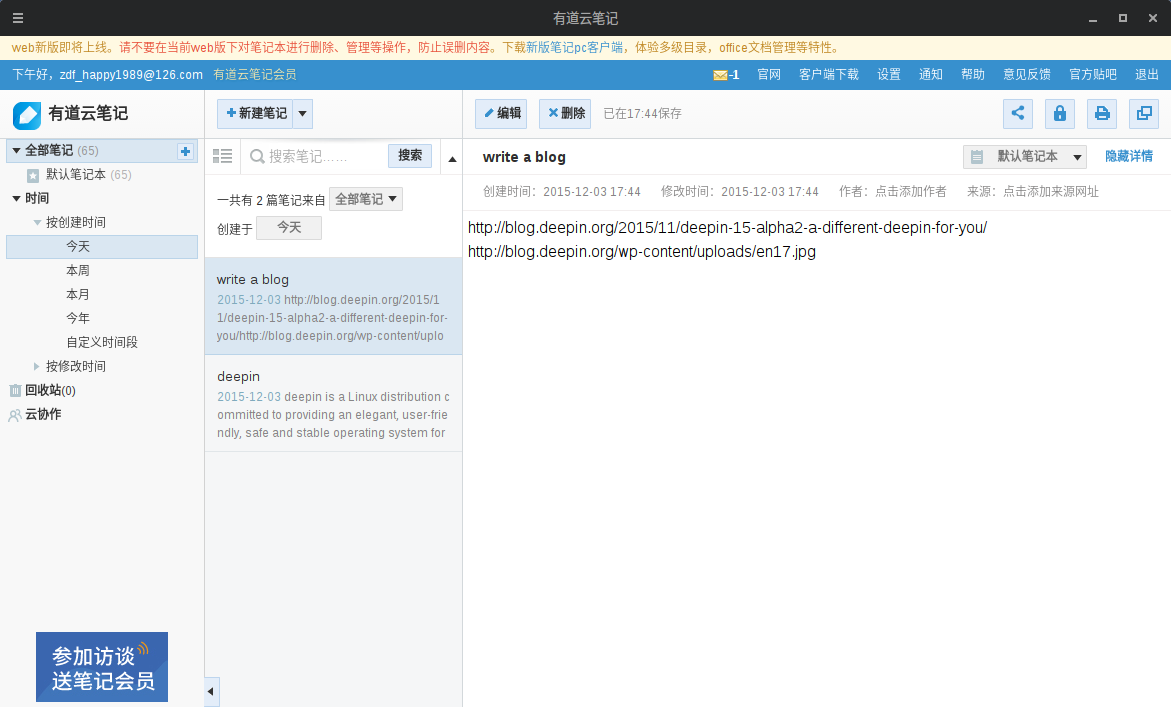 有道云笔记
web新版即将上线。请不要在当前web版下对笔记本进行删除、管理等操作，防止误删内容。下载新版笔记pc客户端，体验多级目录，office文档管理等特性。
下午好，zdf_happy1989@126.com 有道云笔记会员 -1 官网 客户端下载 设置 通知 帮助 意见反馈 官方贴吧 退出
有道云笔记
全部笔记 (65)
默认笔记本 (65)
时间
按创建时间
今天
本周
本月
今年
自定义时间段
按修改时间
回收站(0)
云协作
参加访谈
送笔记会员
新建笔记
搜索笔记…… 搜索
一共有 2 篇笔记来自 全部笔记
创建于 今天
write a blog
2015-12-03 http://blog.deepin.org/2015/1
1/deepin-15-alpha2-a-different-deepin-for-
you/http://blog.deepin.org/wp-content/uplo
deepin
2015-12-03 deepin is a Linux distribution c
ommitted to providing an elegant, user-frie
ndly, safe and stable operating system for
编辑 删除 已在17:44保存
write a blog 默认笔记本 隐藏详情
创建时间：2015-12-03 17:44 修改时间：2015-12-03 17:44 作者：点击添加作者 来源：点击添加来源网址
http://blog.deepin.org/2015/11/deepin-15-alpha2-a-different-deepin-for-you/
http://blog.deepin.org/wp-content/uploads/en17.jpg